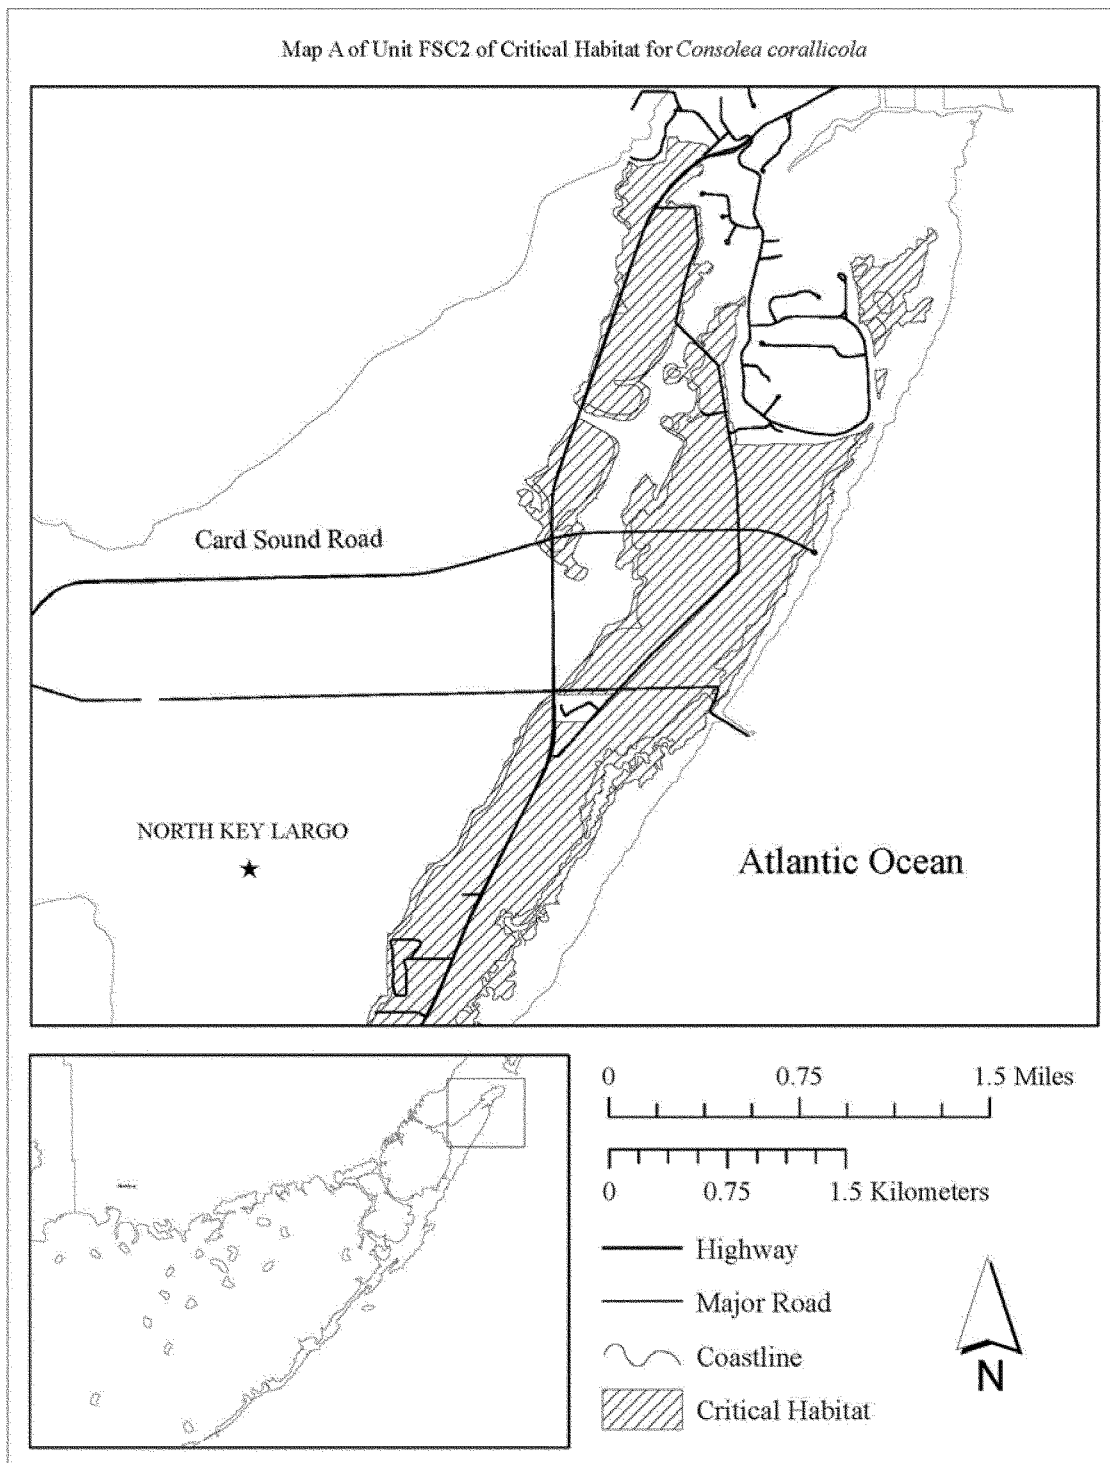 Map A of Unit FSC2 of Critical Habitat for Consolea corallicola
Card Sound Road
NORTH KEY LARGO
Atlantic Ocean
0 0.75 1.5 Miles
0 0.75 1.5 Kilometers
Highway
Major Road
Coastline
Critical Habitat
N